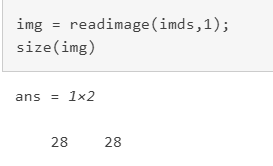 img = readimage(imds,1);
size(img)
ans = 1×2
28 28